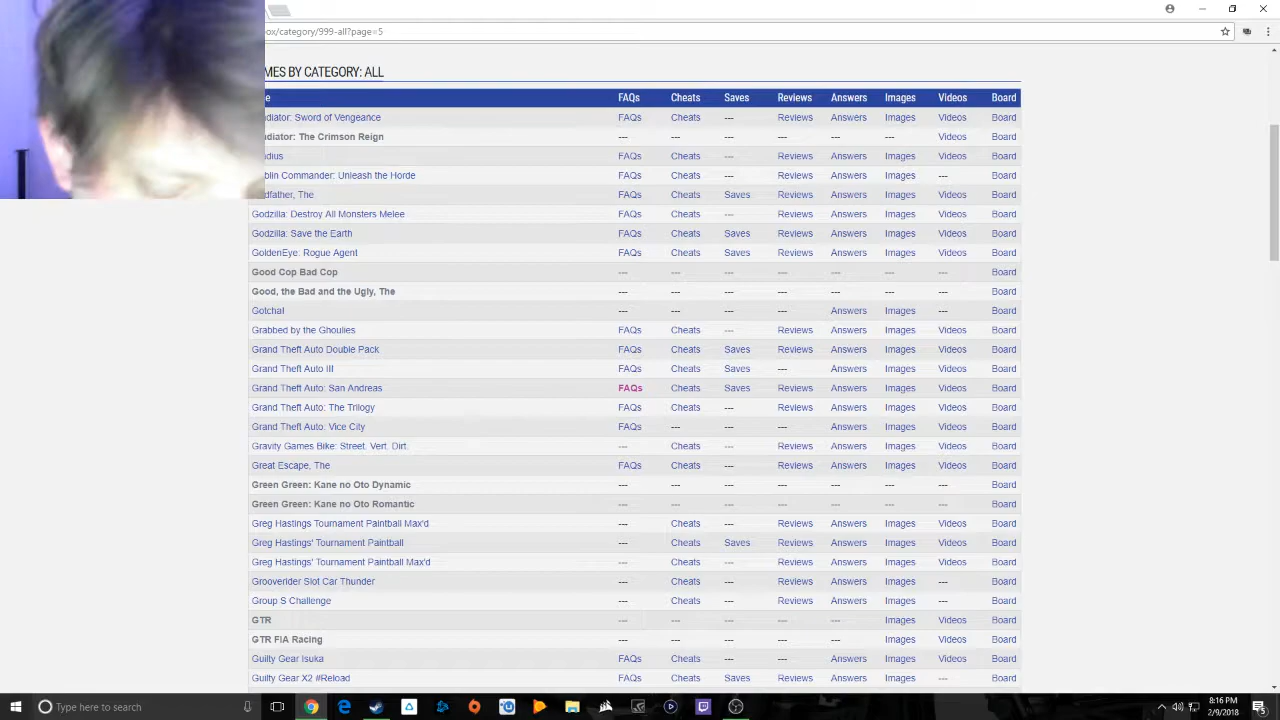 ox/category/999-all?page=5
MES BY CATEGORY: ALL
e FAQs Cheats Saves Reviews Answers Images Videos Board
diator: Sword of Vengeance FAQs Cheats --- Reviews Answers Images Videos Board
diator: The Crimson Reign --- --- --- --- --- --- Videos Board
dius FAQs Cheats --- Reviews Answers Images Videos Board
blin Commander: Unleash the Horde FAQs Cheats --- Reviews Answers Images --- Board
dfather, The FAQs Cheats Saves Reviews Answers Images Videos Board
Godzilla: Destroy All Monsters Melee FAQs Cheats --- Reviews Answers Images Videos Board
Godzilla: Save the Earth FAQs Cheats Saves Reviews Answers Images Videos Board
GoldenEye: Rogue Agent FAQs Cheats Saves Reviews Answers Images Videos Board
Good Cop Bad Cop --- --- --- --- --- --- --- Board
Good, the Bad and the Ugly, The --- --- --- --- --- --- --- Board
Gotcha! --- --- --- --- Answers Images --- Board
Grabbed by the Ghoulies FAQs Cheats --- Reviews Answers Images Videos Board
Grand Theft Auto Double Pack FAQs Cheats Saves Reviews Answers Images Videos Board
Grand Theft Auto III FAQs Cheats Saves --- Answers Images Videos Board
Grand Theft Auto: San Andreas FAQs Cheats Saves Reviews Answers Images Videos Board
Grand Theft Auto: The Trilogy FAQs Cheats --- Reviews Answers Images Videos Board
Grand Theft Auto: Vice City FAQs --- --- --- Answers Images Videos Board
Gravity Games Bike: Street. Vert. Dirt. --- Cheats --- Reviews Answers Images Videos Board
Great Escape, The FAQs Cheats --- Reviews Answers Images Videos Board
Green Green: Kane no Oto Dynamic --- --- --- --- --- --- --- Board
Green Green: Kane no Oto Romantic --- --- --- --- --- --- --- Board
Greg Hastings Tournament Paintball Max'd --- Cheats --- Reviews Answers Images Videos Board
Greg Hastings' Tournament Paintball --- Cheats Saves Reviews Answers Images Videos Board
Greg Hastings' Tournament Paintball Max'd --- Cheats --- Reviews Answers Images Videos Board
Grooverider Slot Car Thunder --- Cheats --- Reviews Answers Images --- Board
Group S Challenge --- Cheats --- Reviews Answers Images Videos Board
GTR --- --- --- --- --- Images Videos Board
GTR FIA Racing --- --- --- --- --- Images Videos Board
Guilty Gear Isuka FAQs Cheats --- --- Answers Images Videos Board
Guilty Gear X2 #Reload FAQs Cheats Saves Reviews Answers Images --- Board
Type here to search
8:16 PM
2/9/2018